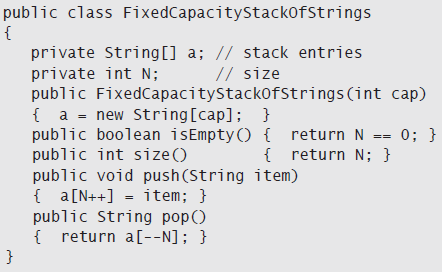 public class FixedCapacityStackOfStrings
{
private String[] a; // stack entries
private int N; // size
public FixedCapacityStackOfStrings(int cap)
{ a = new String[cap]; }
public boolean isEmpty() { return N == 0; }
public int size() { return N; }
public void push(String item)
{ a[N++] = item; }
public String pop()
{ return a[--N]; }
}